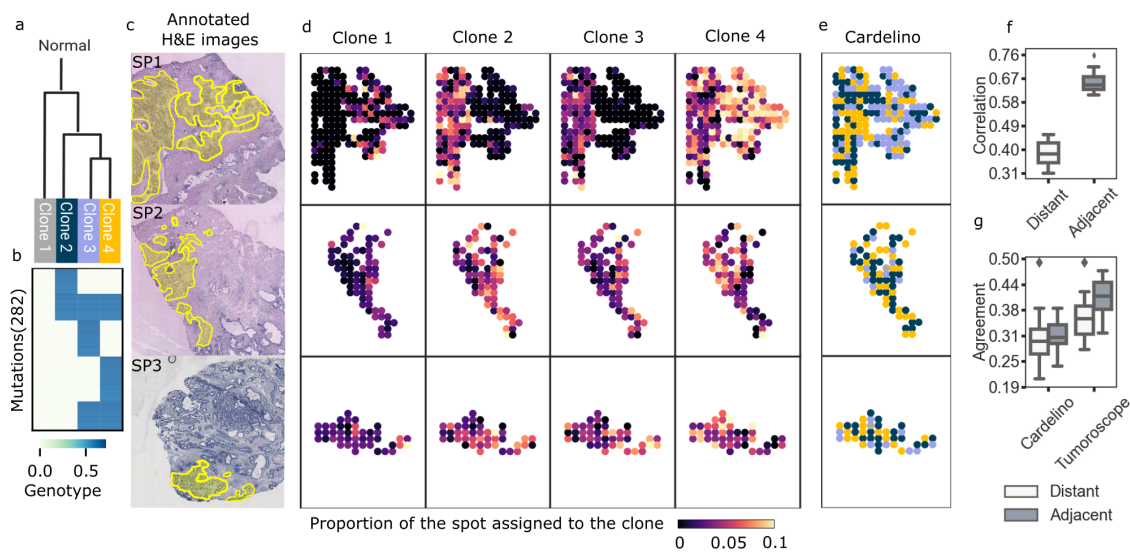 a
Normal
Clone 1
Clone 2
Clone 3
Clone 4
b
Mutations(282)
0.0 0.5
Genotype
c Annotated
H&E images
SP1
SP2
SP3
d
Clone 1 Clone 2 Clone 3 Clone 4
Proportion of the spot assigned to the clone
0 0.05 0.1
e
Cardelino
f
Correlation
0.76
0.67
0.58
0.49
0.40
0.31
Distant
Adjacent
g
Agreement
0.50
0.44
0.38
0.31
0.25
0.19
Cardelino
Tumoroscope
Distant
Adjacent